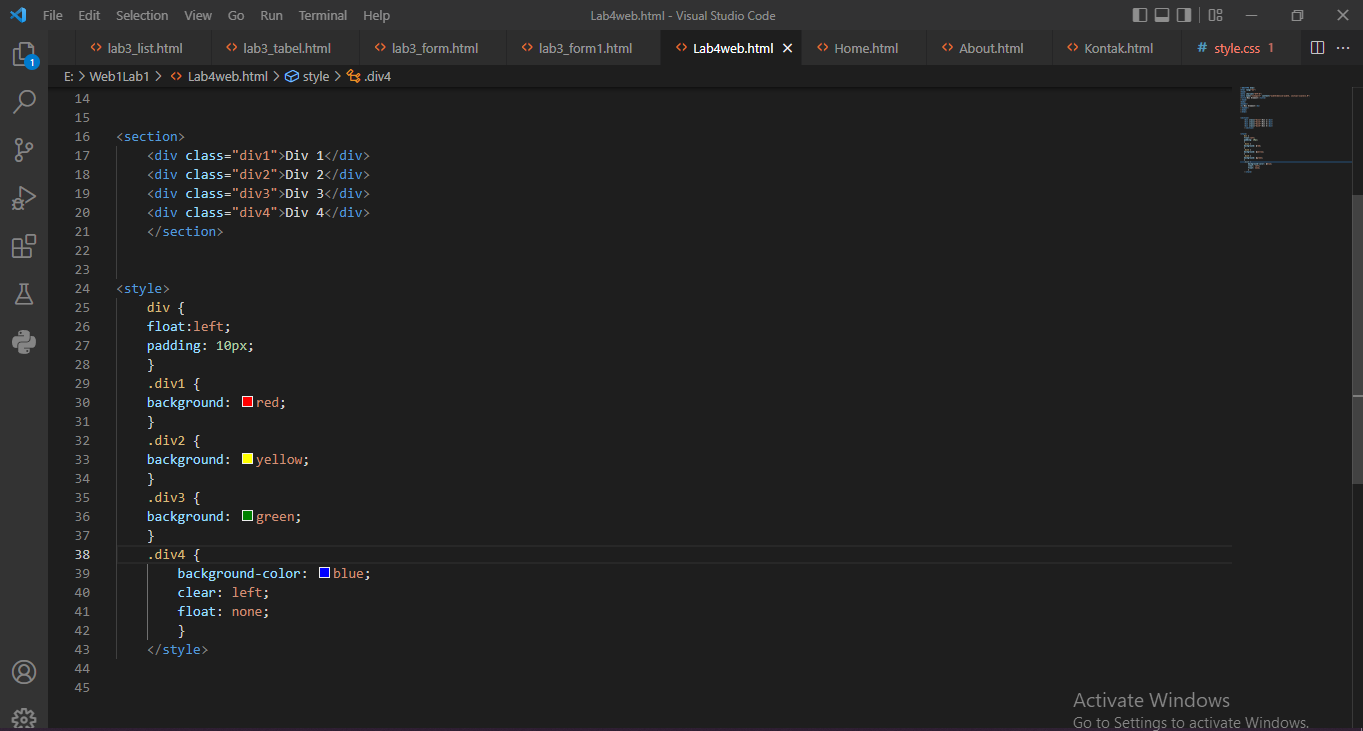 File Edit Selection View Go Run Terminal Help Lab4web.html - Visual Studio Code
lab3_list.html lab3_tabel.html lab3_form.html lab3_form1.html Lab4web.html Home.html About.html Kontak.html # style.css 1
1
E: > Web1Lab1 > Lab4web.html > style > .div4
14
15
16 <section>
17 <div class="div1">Div 1</div>
18 <div class="div2">Div 2</div>
19 <div class="div3">Div 3</div>
20 <div class="div4">Div 4</div>
21 </section>
22
23
24 <style>
25 div {
26 float:left;
27 padding: 10px;
28 }
29 .div1 {
30 background: red;
31 }
32 .div2 {
33 background: yellow;
34 }
35 .div3 {
36 background: green;
37 }
38 .div4 {
39 background-color: blue;
40 clear: left;
41 float: none;
42 }
43 </style>
44
45
Activate Windows
Go to Settings to activate Windows.